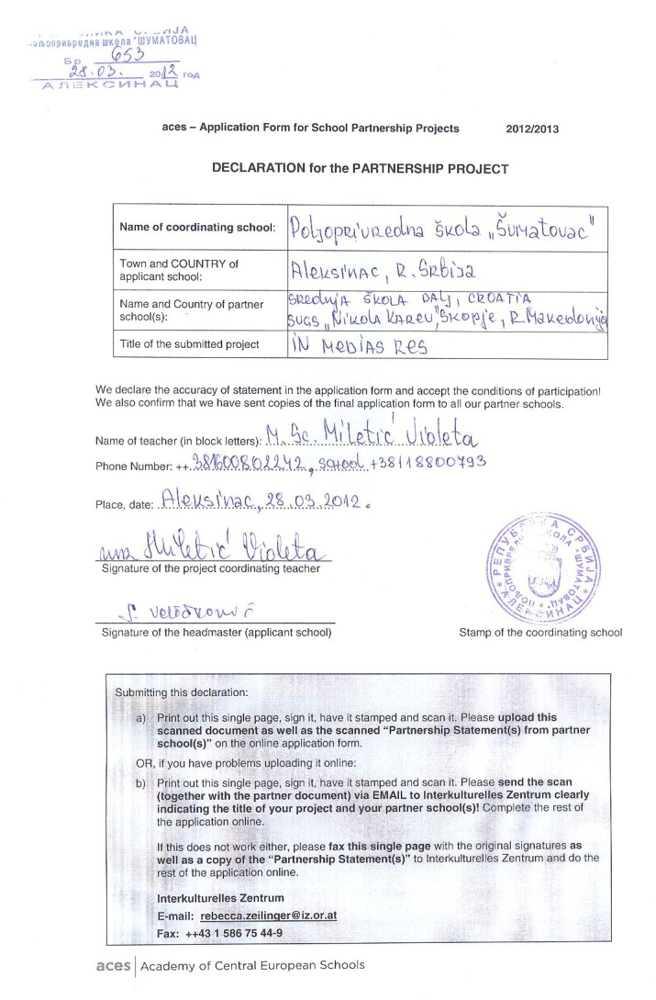 ПОЉОПРИВРЕДНА ШКОЛА "ШУМАТОВАЦ"
Бр 653
28.03. 2012 год
АЛЕКСИНАЦ
aces – Application Form for School Partnership Projects 2012/2013
DECLARATION for the PARTNERSHIP PROJECT
Name of coordinating school: Poljoprivredna škola „Šumatovac"
Town and COUNTRY of applicant school: Aleksinac, R. Srbija
Name and Country of partner school(s): SREDNJA ŠKOLA DALJ, CROATIA
SUGS „Nikola Karev", Skopje, R. Makedonija
Title of the submitted project IN MEDIAS RES
We declare the accuracy of statement in the application form and accept the conditions of participation!
We also confirm that we have sent copies of the final application form to all our partner schools.
Name of teacher (in block letters): M. Sc. Miletić Violeta
Phone Number: ++ 381600802242, school +38118800793
Place, date: Aleksinac, 28.03.2012.
Miletić Violeta
Signature of the project coordinating teacher
Signature of the headmaster (applicant school)
РЕПУБЛИКА СРБИЈА
ПОЉОПРИВРЕДНА ШКОЛА "ШУМАТОВАЦ"
АЛЕКСИНАЦ
Stamp of the coordinating school
Submitting this declaration:
a) Print out this single page, sign it, have it stamped and scan it. Please upload this
scanned document as well as the scanned “Partnership Statement(s) from partner
school(s)” on the online application form.
OR, if you have problems uploading it online:
b) Print out this single page, sign it, have it stamped and scan it. Please send the scan
(together with the partner document) via EMAIL to Interkulturelles Zentrum clearly
indicating the title of your project and your partner school(s)! Complete the rest of
the application online.
If this does not work either, please fax this single page with the original signatures as
well as a copy of the “Partnership Statement(s)” to Interkulturelles Zentrum and do the
rest of the application online.
Interkulturelles Zentrum
E-mail: rebecca.zeilinger@iz.or.at
Fax: ++43 1 586 75 44-9
aces | Academy of Central European Schools